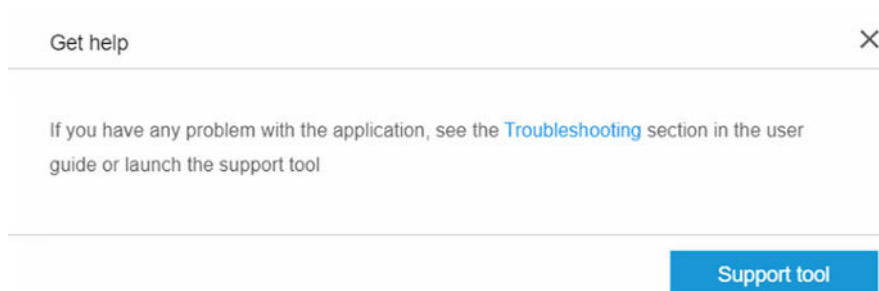 Get help
If you have any problem with the application, see the Troubleshooting section in the user
guide or launch the support tool
Support tool